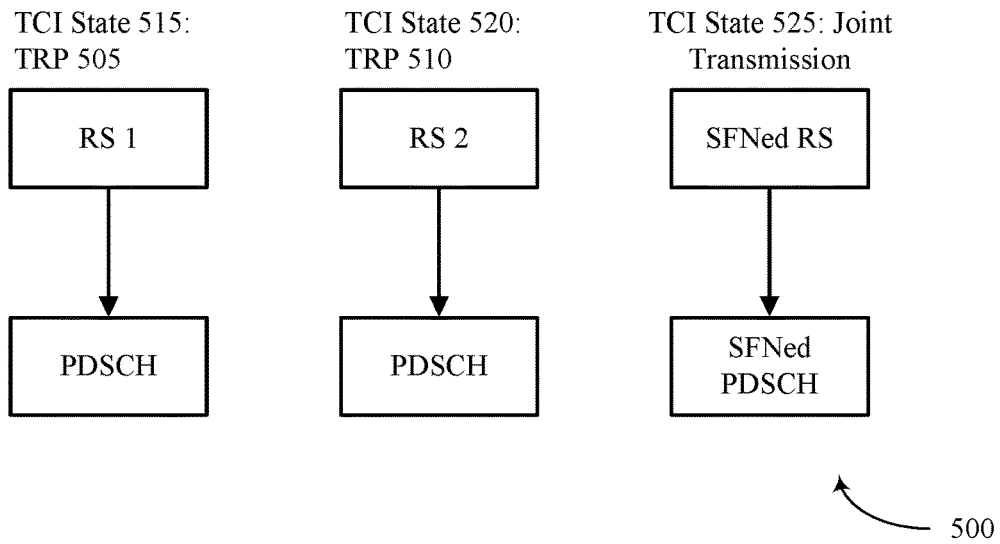 TCI State 515:
TRP 505
TCI State 520:
TRP 510
TCI State 525: Joint
Transmission
RS 1
RS 2
SFNed RS
PDSCH
PDSCH
SFNed
PDSCH
500